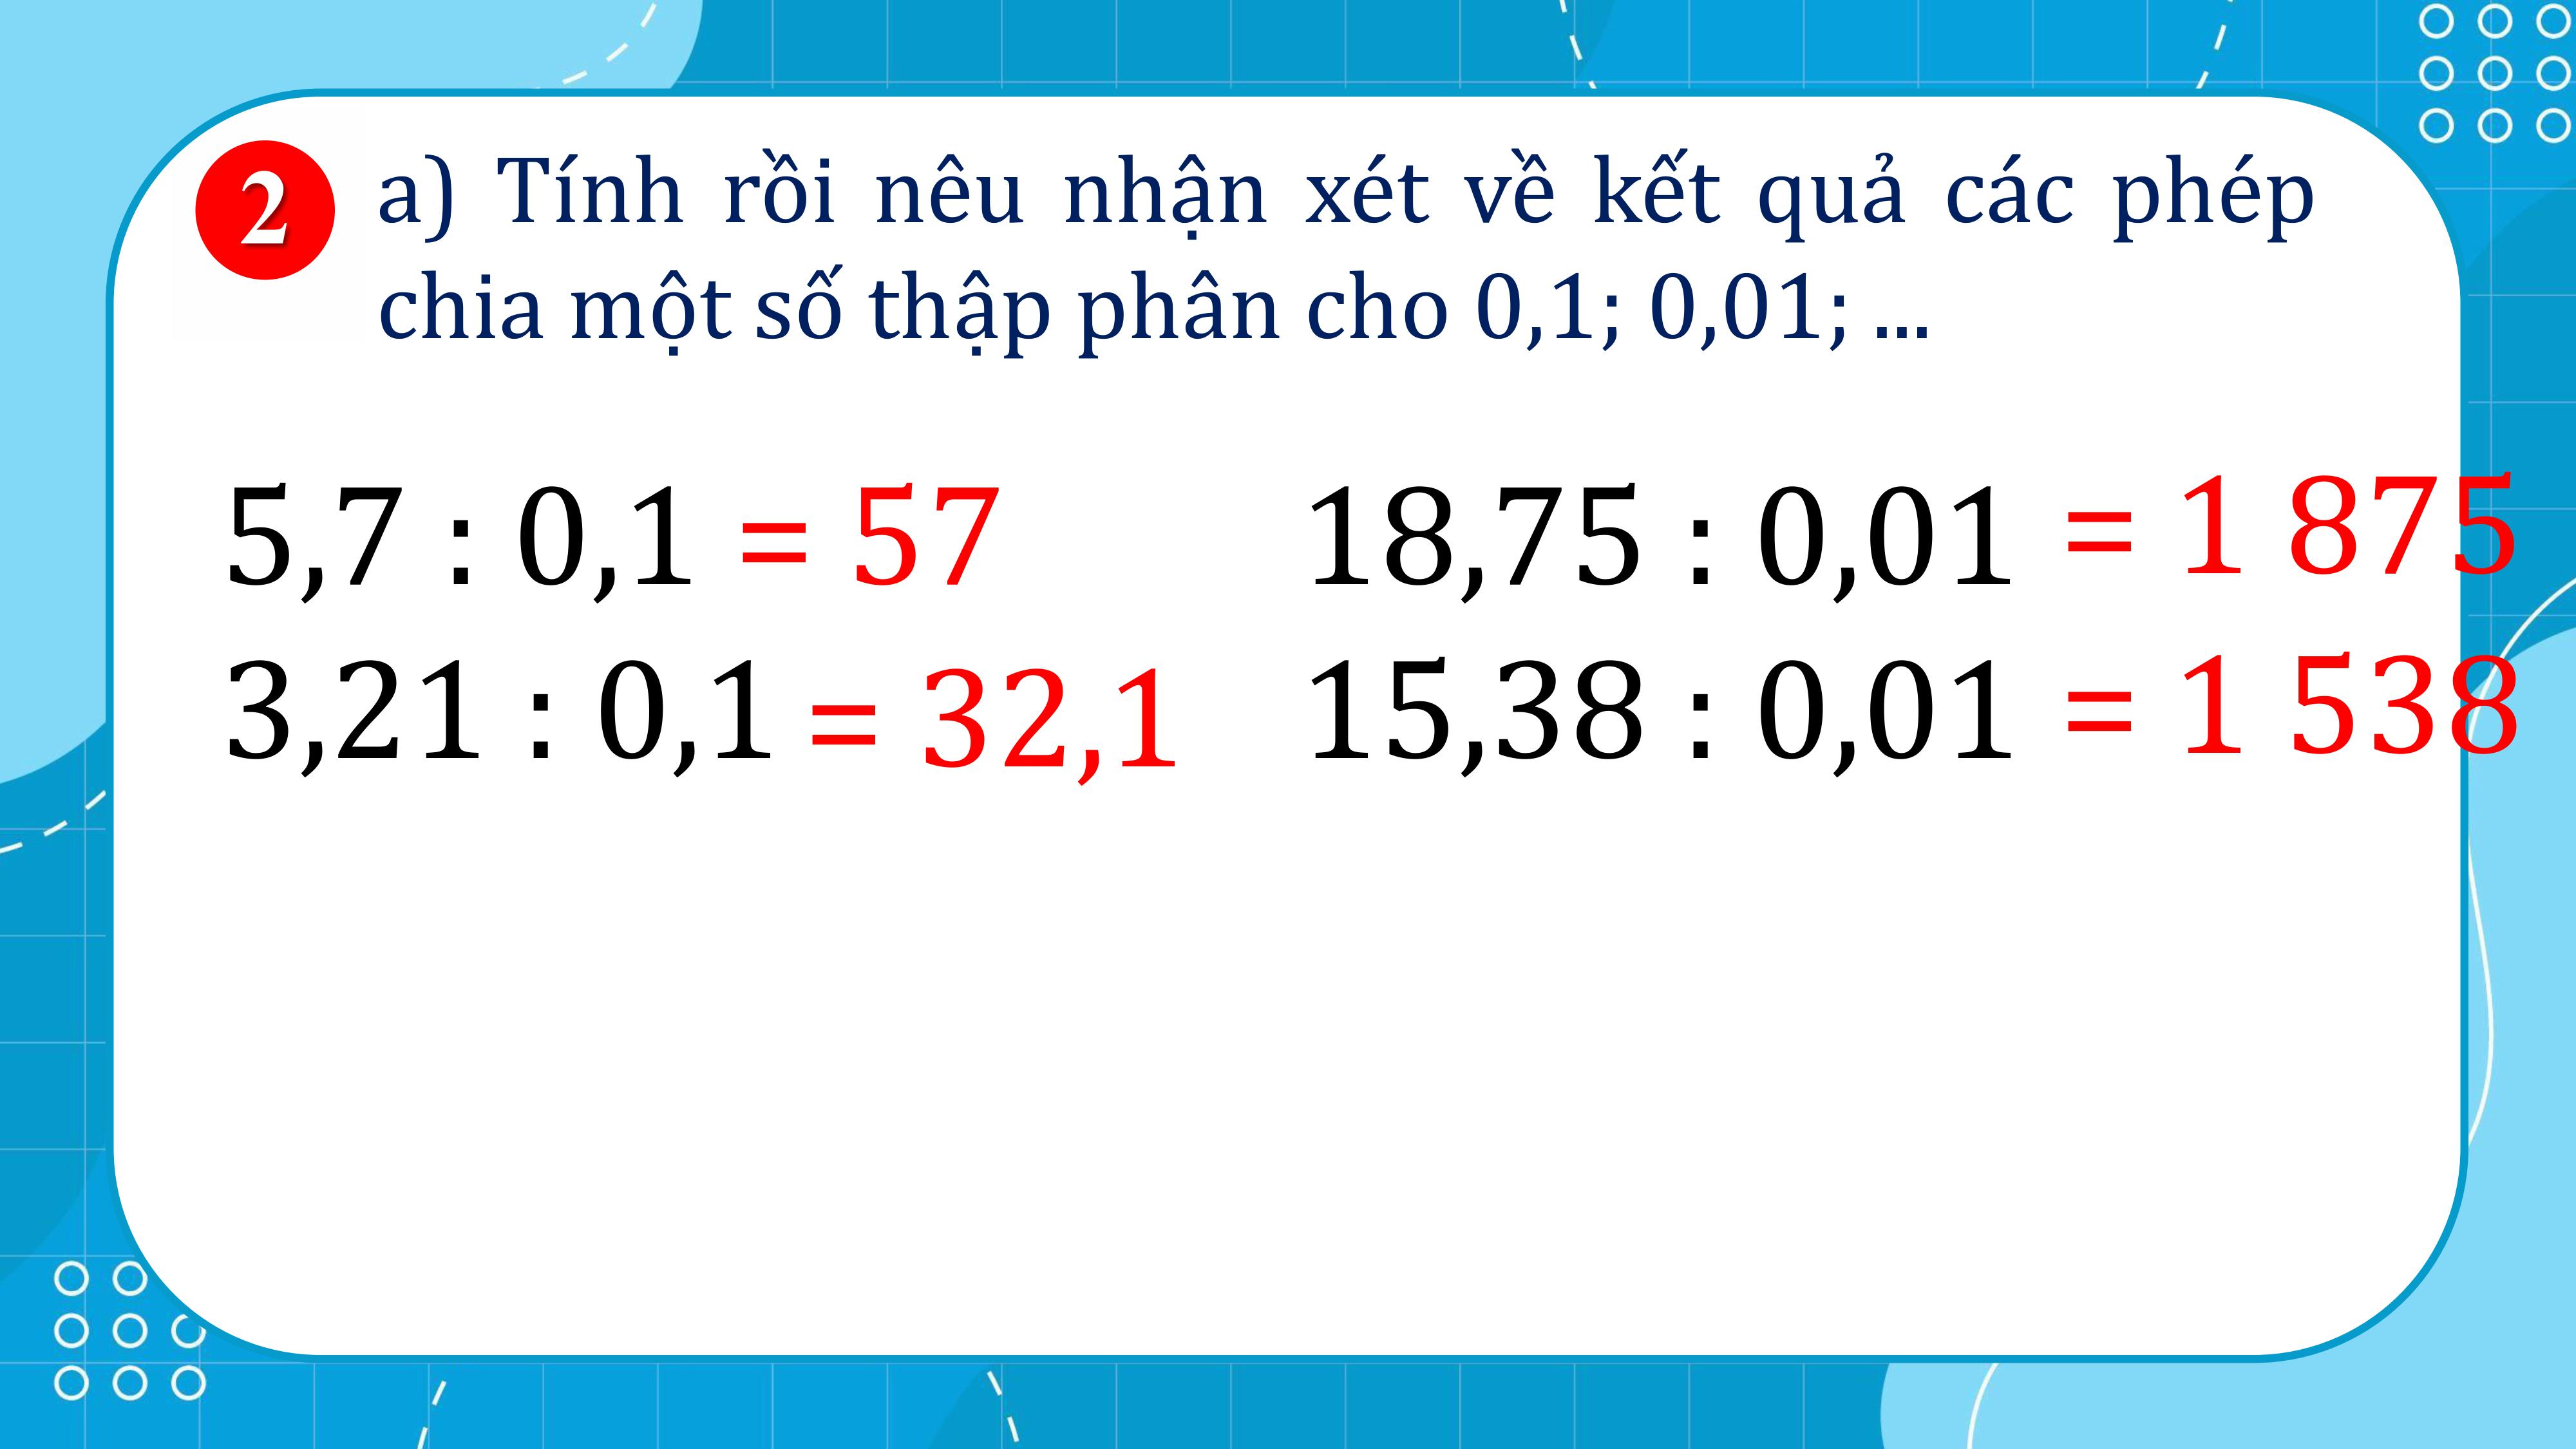 2
a) Tính rồi nêu nhận xét về kết quả các phép
chia một số thập phân cho 0,1; 0,01; ...
5,7 : 0,1 = 57
18,75 : 0,01 = 1 875
3,21 : 0,1 = 32,1
15,38 : 0,01 = 1 538